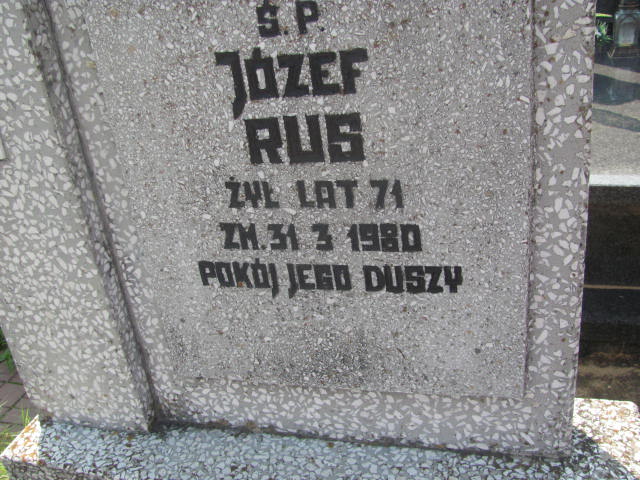 Ś.P.
JÓZEF
RUS
ŻYŁ LAT 71
ZM. 31 3 1980
POKÓJ JEGO DUSZY